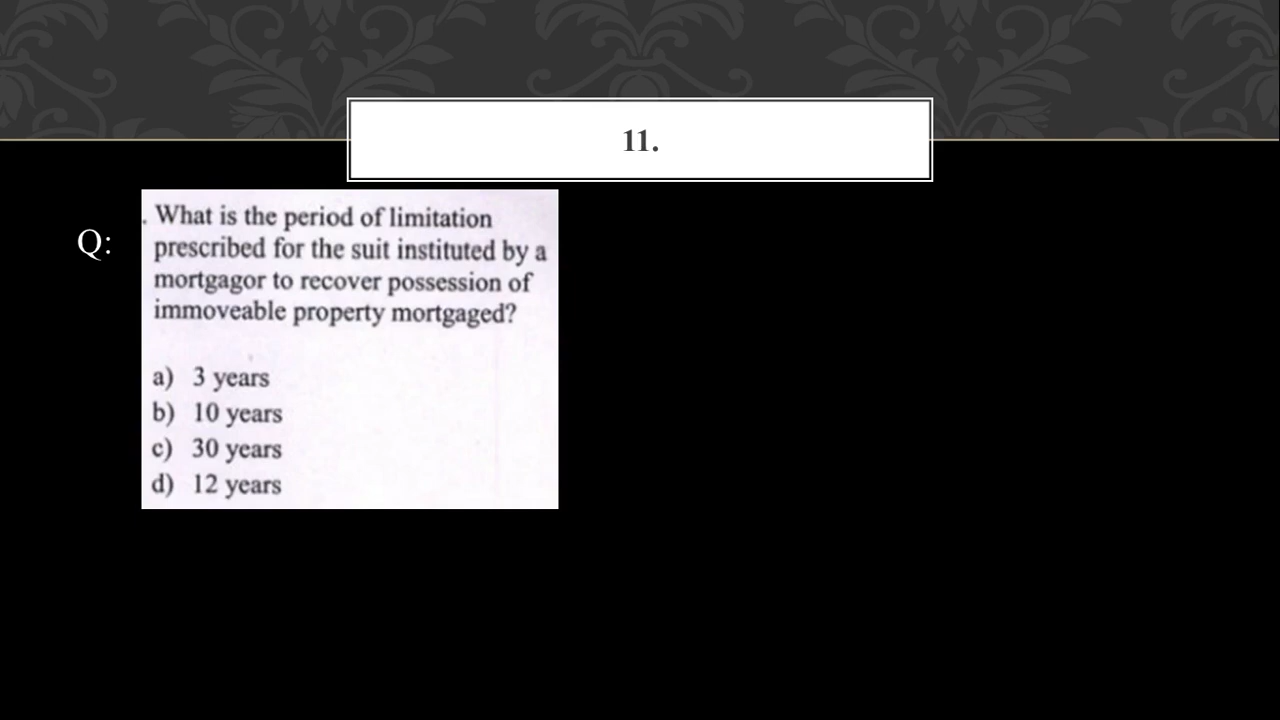 11.
Q:
. What is the period of limitation
prescribed for the suit instituted by a
mortgagor to recover possession of
immoveable property mortgaged?
a) 3 years
b) 10 years
c) 30 years
d) 12 years